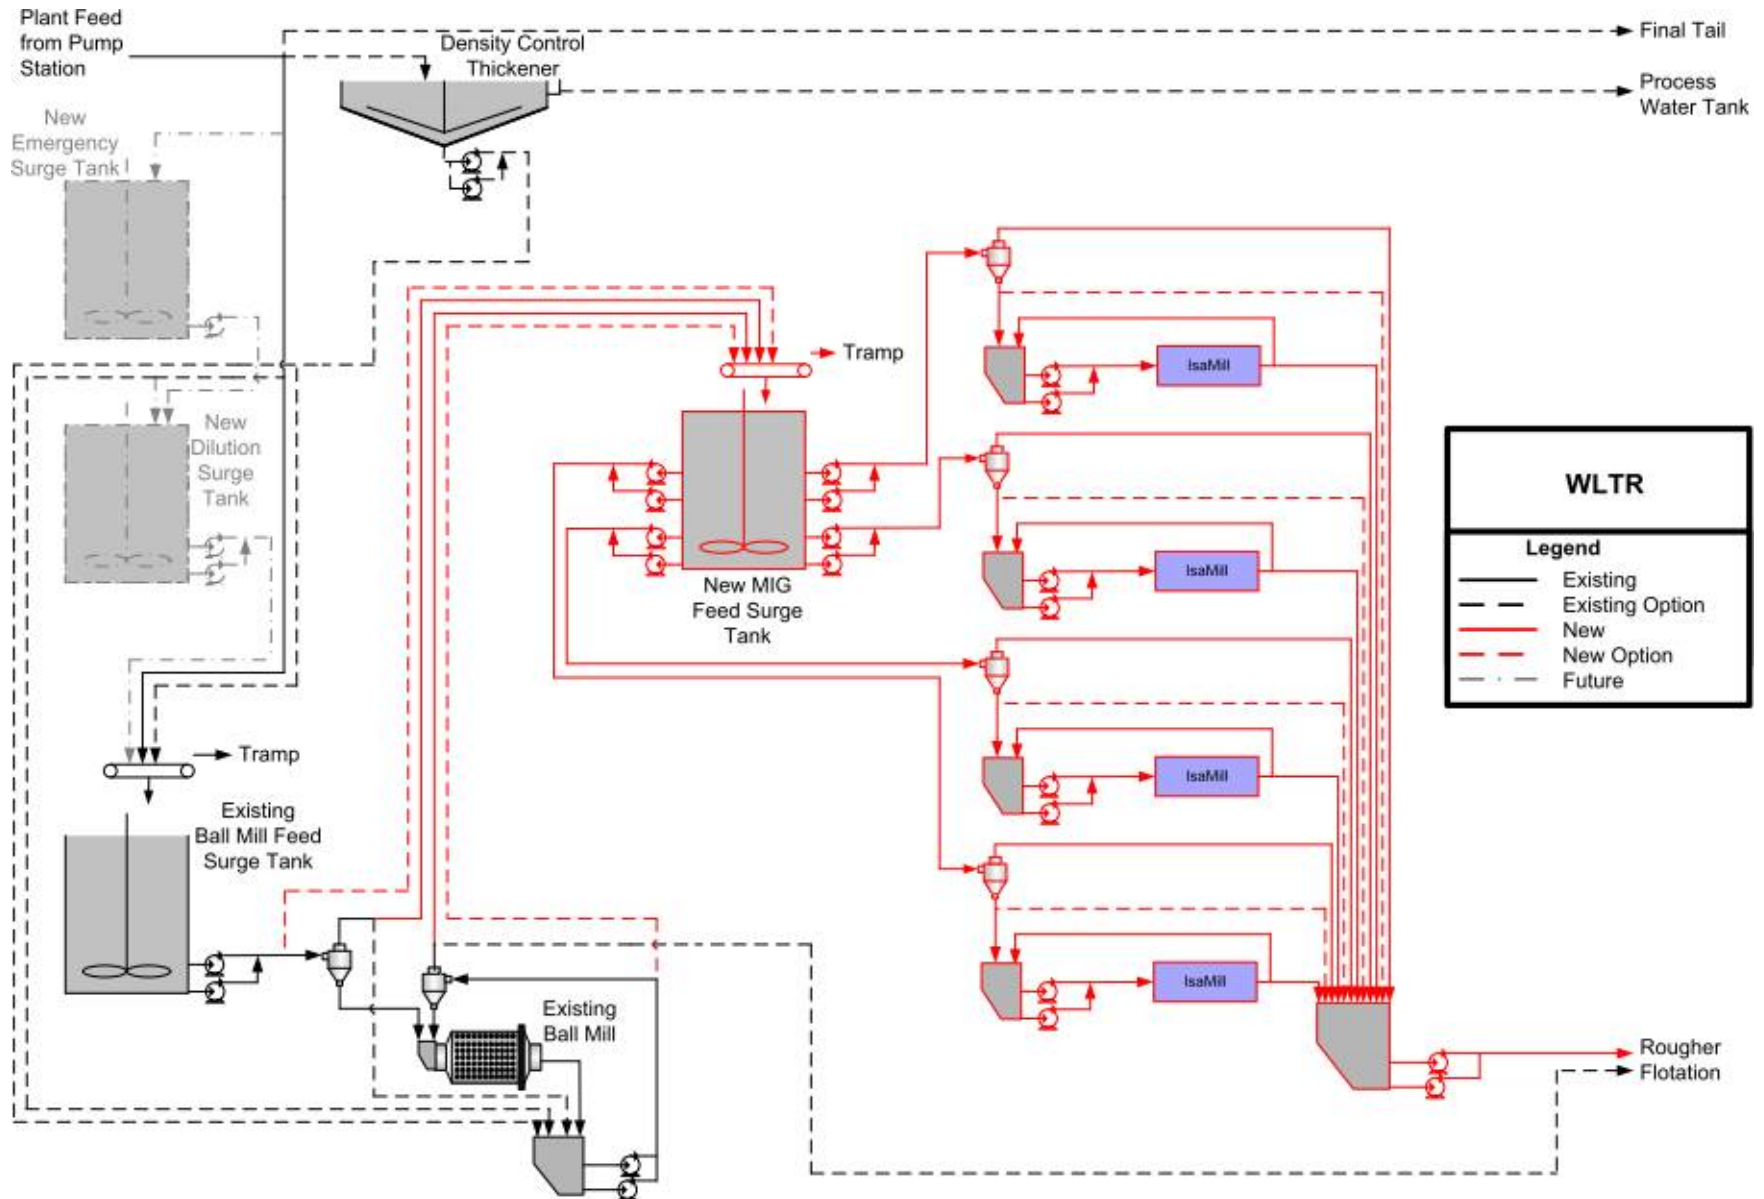 Plant Feed
from Pump
Station
Density Control
Thickener
Final Tail
Process
Water Tank
New
Emergency
Surge Tank
Tramp
New
Dilution
Surge
Tank
New MIG
Feed Surge
Tank
IsaMill
IsaMill
IsaMill
IsaMill
WLTR
Legend
Existing
Existing Option
New
New Option
Future
Tramp
Existing
Ball Mill Feed
Surge Tank
Existing
Ball Mill
Rougher
Flotation